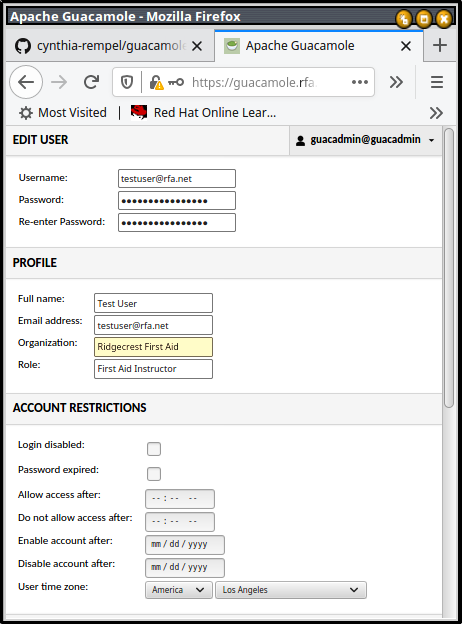 Apache Guacamole - Mozilla Firefox
cynthia-rempel/guacamole
Apache Guacamole
https://guacamole.rfa.
Most Visited
Red Hat Online Lear…
EDIT USER
guacadmin@guacadmin
Username: testuser@rfa.net
Password: ●●●●●●●●●●●●●●●●
Re-enter Password: ●●●●●●●●●●●●●●●●
PROFILE
Full name: Test User
Email address: testuser@rfa.net
Organization: Ridgecrest First Aid
Role: First Aid Instructor
ACCOUNT RESTRICTIONS
Login disabled:
Password expired:
Allow access after: --:-- --
Do not allow access after: --:-- --
Enable account after: mm/dd/yyyy
Disable account after: mm/dd/yyyy
User time zone: America Los Angeles